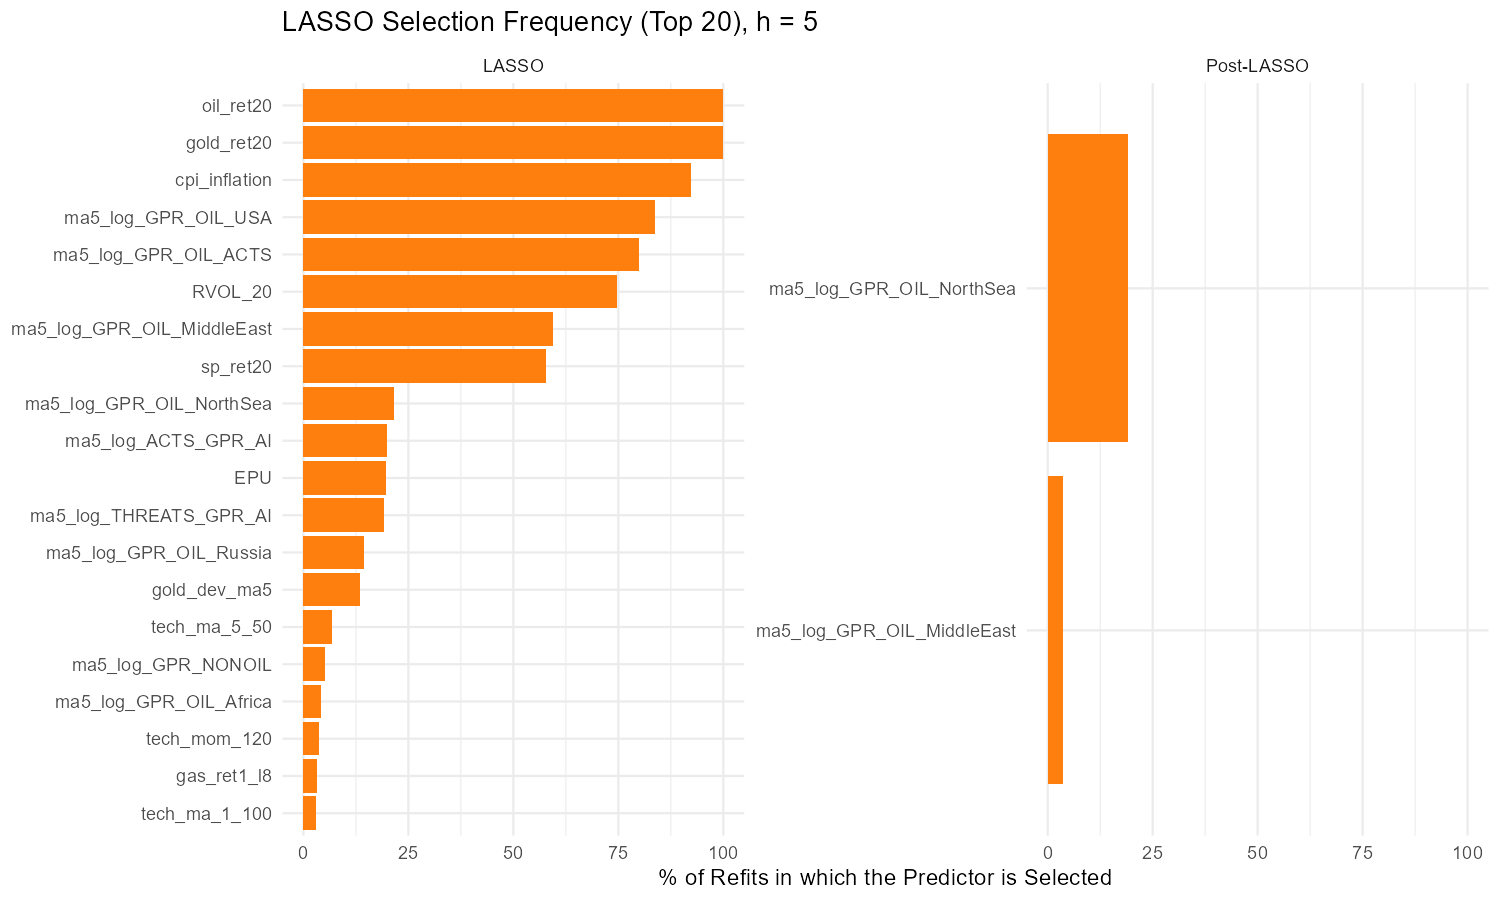 LASSO Selection Frequency (Top 20), h = 5
LASSO
oil_ret20
gold_ret20
cpi_inflation
ma5_log_GPR_OIL_USA
ma5_log_GPR_OIL_ACTS
RVOL_20
ma5_log_GPR_OIL_MiddleEast
sp_ret20
ma5_log_GPR_OIL_NorthSea
ma5_log_ACTS_GPR_AI
EPU
ma5_log_THREATS_GPR_AI
ma5_log_GPR_OIL_Russia
gold_dev_ma5
tech_ma_5_50
ma5_log_GPR_NONOIL
ma5_log_GPR_OIL_Africa
tech_mom_120
gas_ret1_l8
tech_ma_1_100
0 25 50 75 100
Post-LASSO
ma5_log_GPR_OIL_NorthSea
ma5_log_GPR_OIL_MiddleEast
0 25 50 75 100
% of Refits in which the Predictor is Selected